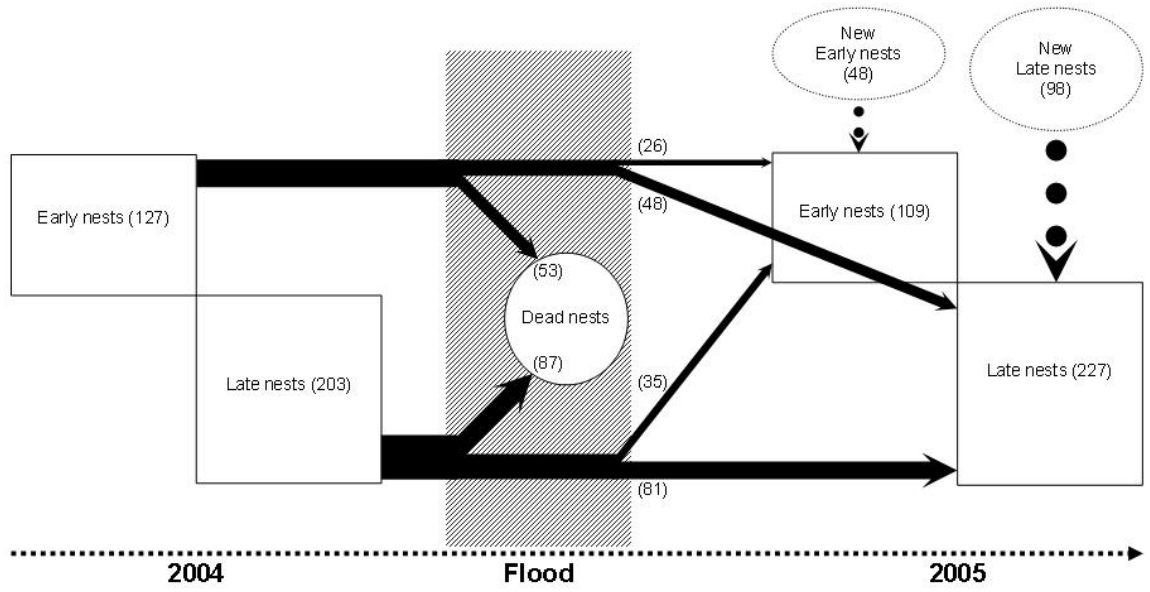 New
Early nests
(48)
New
Late nests
(98)
(26)
(48)
Early nests (127)
Early nests (109)
(53)
Dead nests
(87)
Late nests (203)
(35)
Late nests (227)
(81)
2004
Flood
2005